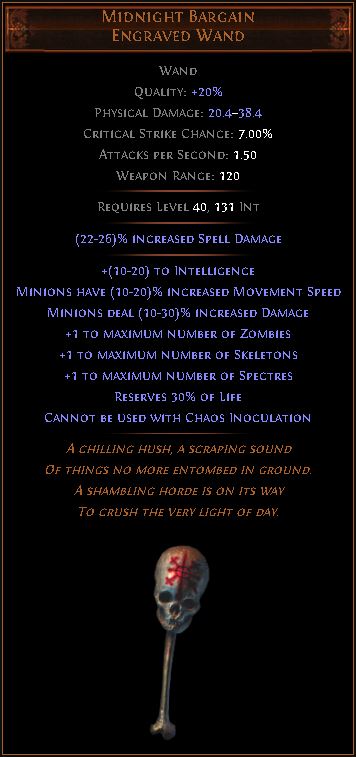 Midnight Bargain
Engraved Wand
Wand
Quality: +20%
Physical Damage: 20.4–38.4
Critical Strike Chance: 7.00%
Attacks per Second: 1.50
Weapon Range: 120
Requires Level 40, 131 Int
(22-26)% increased Spell Damage
+(10-20) to Intelligence
Minions have (10-20)% increased Movement Speed
Minions deal (10-30)% increased Damage
+1 to maximum number of Zombies
+1 to maximum number of Skeletons
+1 to maximum number of Spectres
Reserves 30% of Life
Cannot be used with Chaos Inoculation
A chilling hush, a scraping sound
Of things no more entombed in ground.
A shambling horde is on its way
To crush the very light of day.